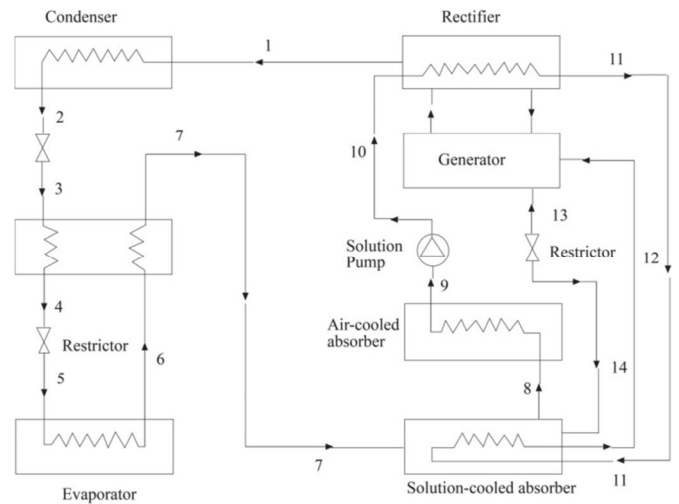 Condenser
Rectifier
1
11
2
7
10
Generator
3
13
Solution
Pump
Restrictor
12
9
4
Air-cooled
absorber
Restrictor
6
14
5
8
7
11
Evaporator
Solution-cooled absorber